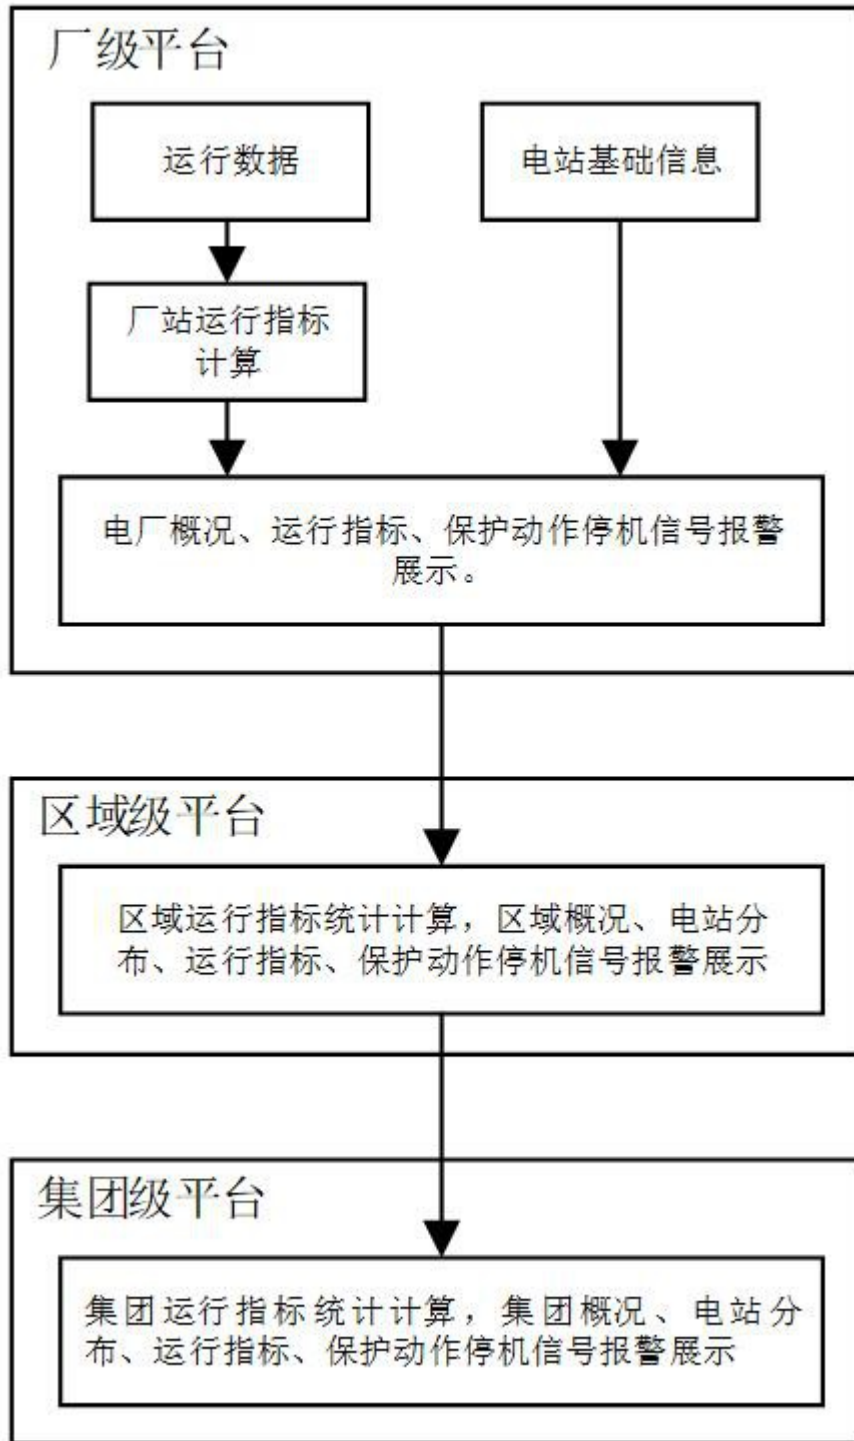 厂级平台
运行数据
电站基础信息
厂站运行指标
计算
电厂概况、运行指标、保护动作停机信号报警
展示。
区域级平台
区域运行指标统计计算，区域概况、电站分
布、运行指标、保护动作停机信号报警展示
集团级平台
集团运行指标统计计算，集团概况、电站分
布、运行指标、保护动作停机信号报警展示